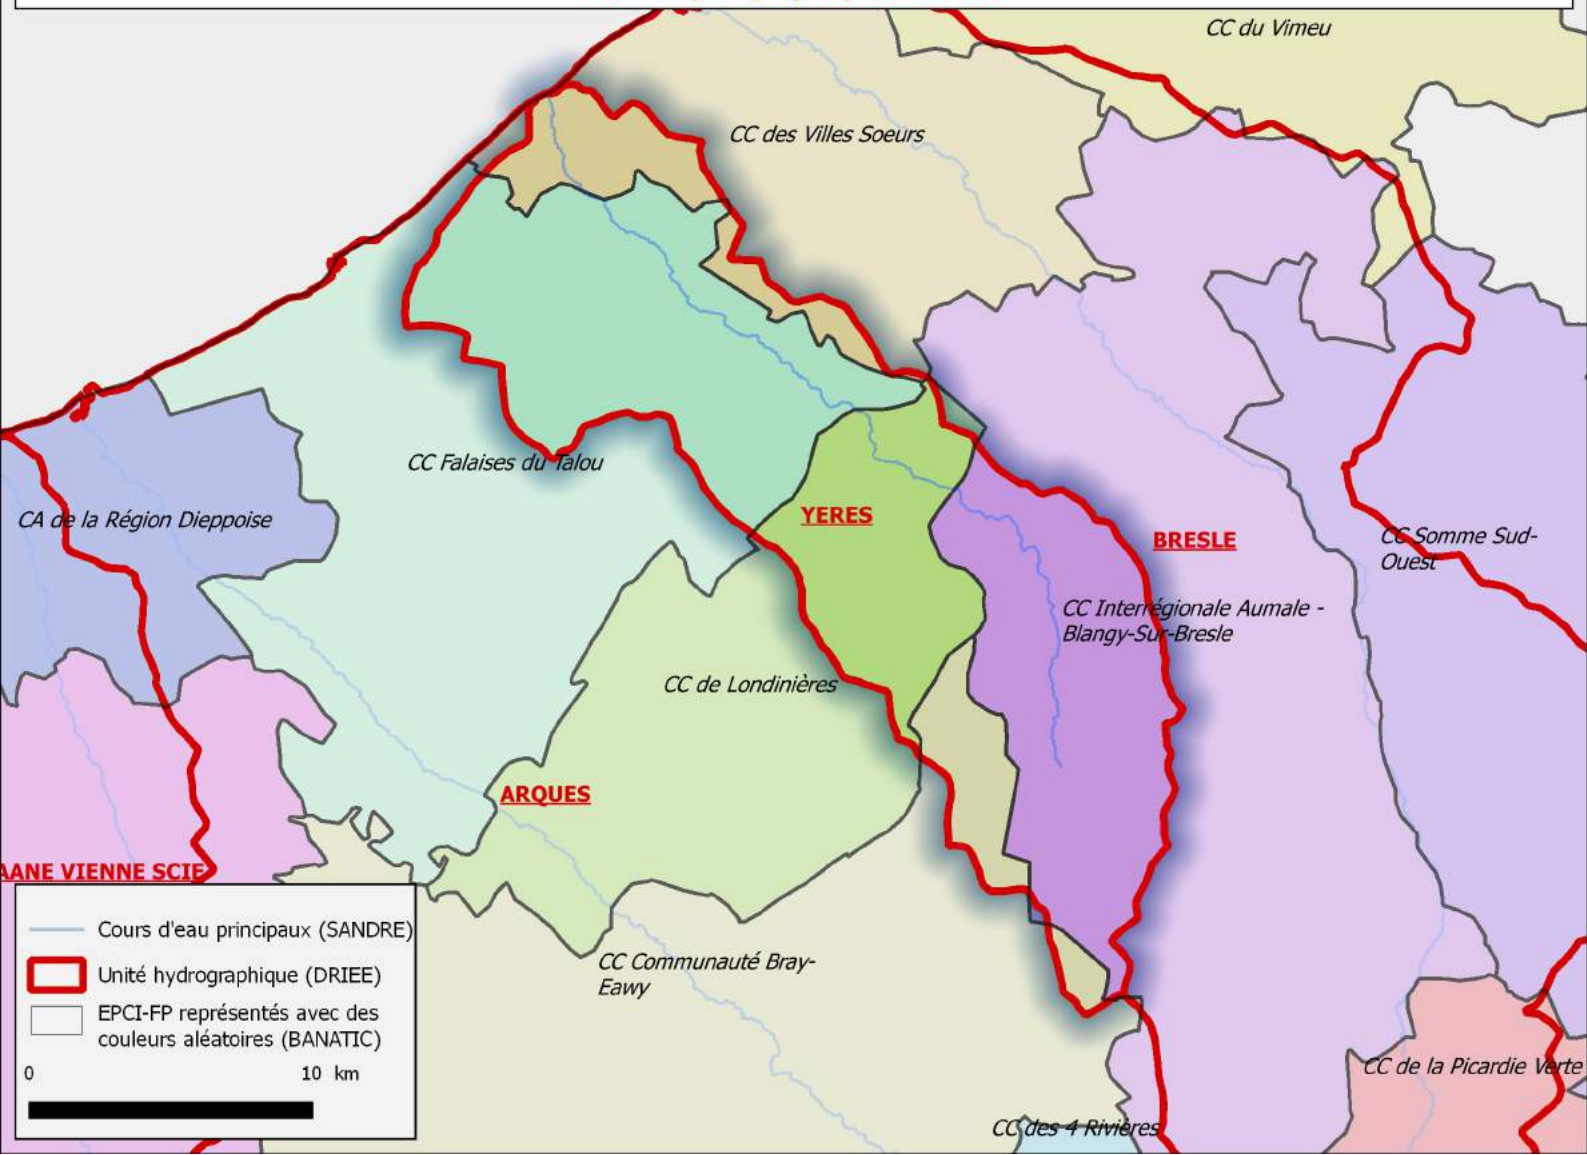 CC du Vimeu
CC des Villes Soeurs
CC Falaises du Talou
CA de la Région Dieppoise
YERES
BRESLE
CC Somme Sud-
Ouest
CC Interrégionale Aumale -
Blangy-Sur-Bresle
CC de Londinières
ARQUES
AANE VIENNE SCIE
CC Communauté Bray-
Eawy
CC de la Picardie Verte
CC des 4 Rivières
Cours d'eau principaux (SANDRE)
Unité hydrographique (DRIEE)
EPCI-FP représentés avec des
couleurs aléatoires (BANATIC)
0 10 km